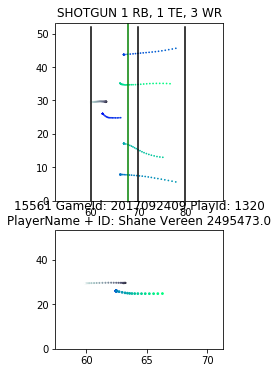 SHOTGUN 1 RB, 1 TE, 3 WR
50
40
30
20
10
0
60 70 80
15561 GameId: 2017092409 PlayId: 1320
PlayerName + ID: Shane Vereen 2495473.0
40
20
0
60 65 70